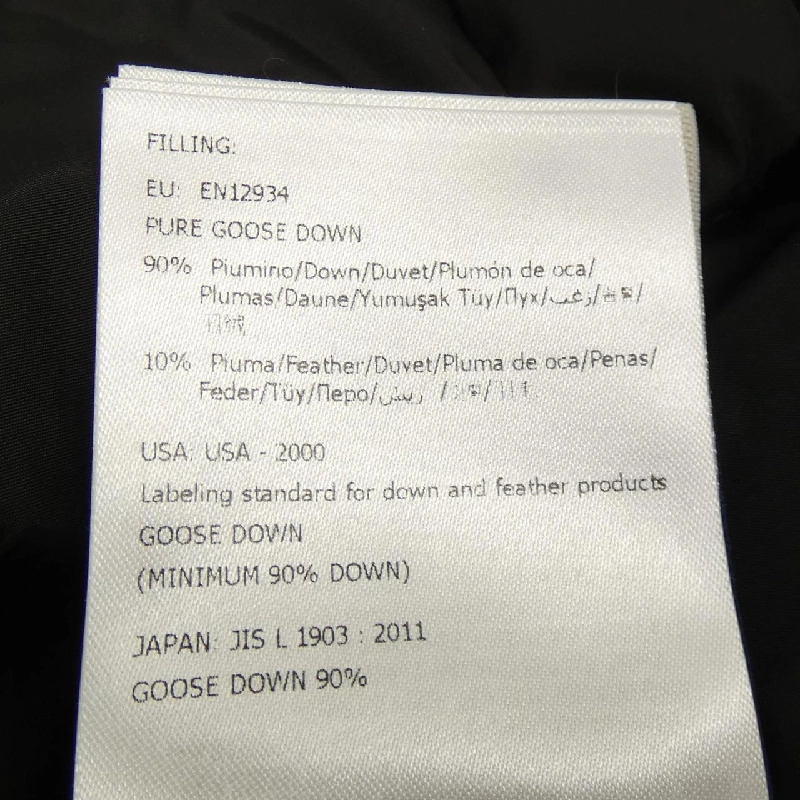 FILLING:
EU: EN12934
PURE GOOSE DOWN
90% Piumino/Down/Duvet/Plumón de oca/
Plumas/Daune/Yumuşak Tüy/Пух/زغب/
10% Piuma/Feather/Duvet/Pluma de oca/Penas/
Feder/Tüy/Перо/ريش /
USA: USA - 2000
Labeling standard for down and feather products
GOOSE DOWN
(MINIMUM 90% DOWN)
JAPAN: JIS L 1903 : 2011
GOOSE DOWN 90%